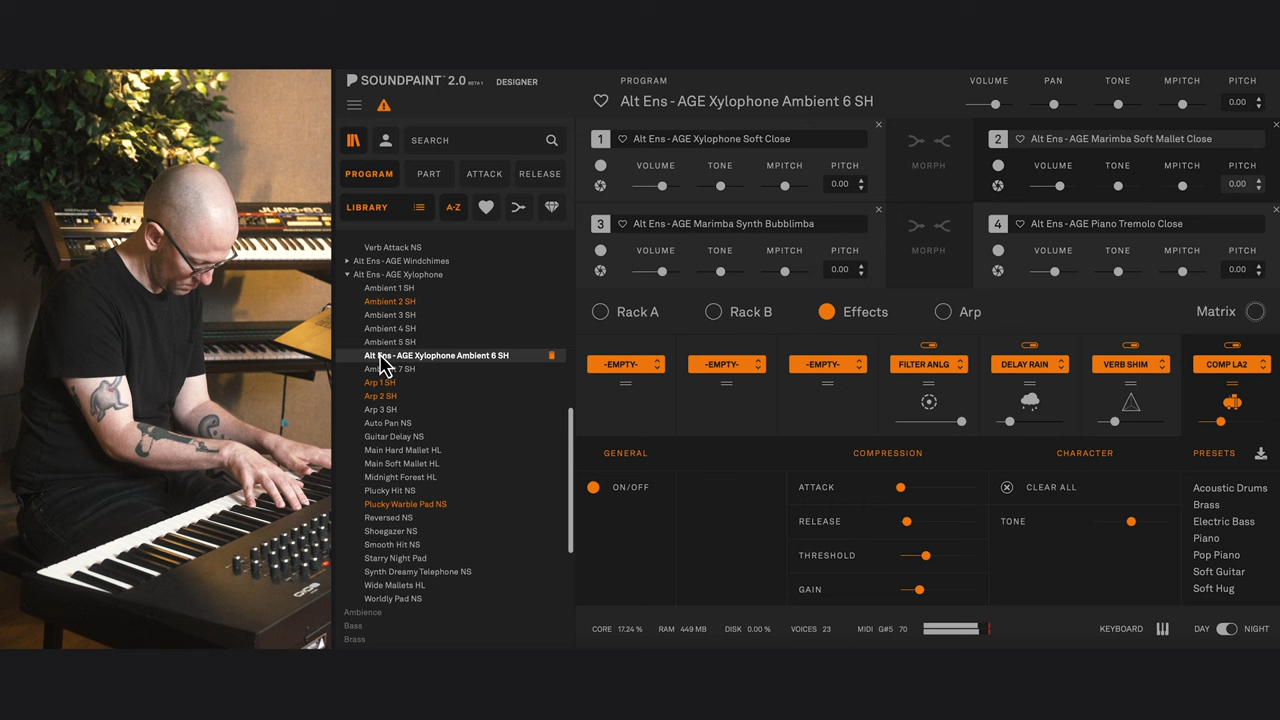 SOUNDPAINT™ 2.0 BETA 1 DESIGNER
SEARCH
PROGRAM PART ATTACK RELEASE
LIBRARY A-Z
Verb Attack NS
Alt Ens - AGE Windchimes
Alt Ens - AGE Xylophone
Ambient 1 SH
Ambient 2 SH
Ambient 3 SH
Ambient 4 SH
Ambient 5 SH
Alt Ens - AGE Xylophone Ambient 6 SH
Ambient 7 SH
Arp 1 SH
Arp 2 SH
Arp 3 SH
Auto Pan NS
Guitar Delay NS
Main Hard Mallet HL
Main Soft Mallet HL
Midnight Forest HL
Plucky Hit NS
Plucky Warble Pad NS
Reversed NS
Shoegazer NS
Smooth Hit NS
Starry Night Pad
Synth Dreamy Telephone NS
Wide Mallets HL
Worldly Pad NS
Ambience
Bass
Brass
PROGRAM
Alt Ens - AGE Xylophone Ambient 6 SH
VOLUME PAN TONE MPITCH PITCH
0.00
1 Alt Ens - AGE Xylophone Soft Close
VOLUME TONE MPITCH PITCH
0.00
MORPH
2 Alt Ens - AGE Marimba Soft Mallet Close
VOLUME TONE MPITCH PITCH
0.00
3 Alt Ens - AGE Marimba Synth Bubblimba
VOLUME TONE MPITCH PITCH
0.00
MORPH
4 Alt Ens - AGE Piano Tremolo Close
VOLUME TONE MPITCH PITCH
0.00
Rack A Rack B Effects Arp Matrix
-EMPTY- -EMPTY- -EMPTY- FILTER ANLG DELAY RAIN VERB SHIM COMP LA2
GENERAL COMPRESSION CHARACTER PRESETS
ON/OFF
ATTACK
RELEASE
THRESHOLD
GAIN
CLEAR ALL
TONE
Acoustic Drums
Brass
Electric Bass
Piano
Pop Piano
Soft Guitar
Soft Hug
CORE 17.24 % RAM 449 MB DISK 0.00 % VOICES 23 MIDI G#5 70 KEYBOARD DAY NIGHT